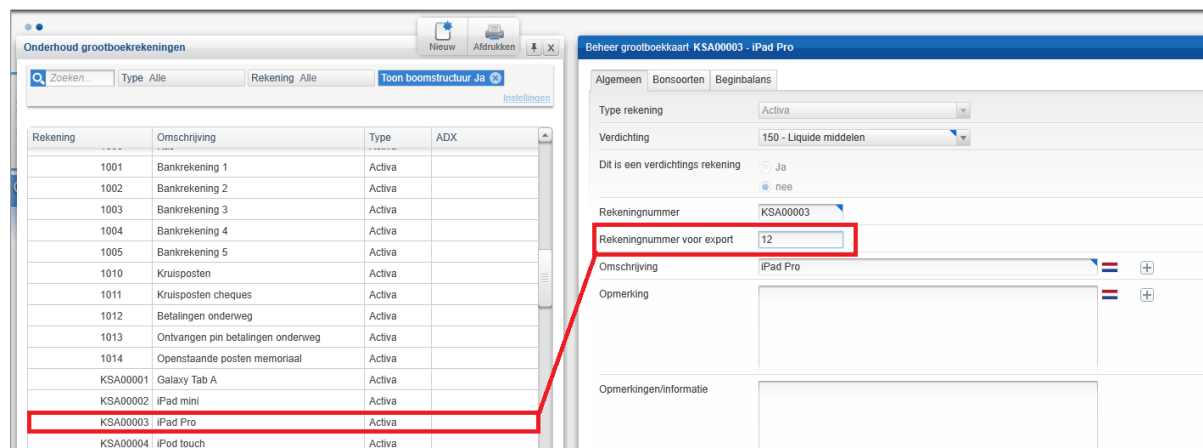 Nieuw Afdrukken
Onderhoud grootboekrekeningen
Zoeken... Type Alle Rekening Alle Toon boomstructuur Ja
Instellingen
Rekening Omschrijving Type ADX
1001 Bankrekening 1 Activa
1002 Bankrekening 2 Activa
1003 Bankrekening 3 Activa
1004 Bankrekening 4 Activa
1005 Bankrekening 5 Activa
1010 Kruisposten Activa
1011 Kruisposten cheques Activa
1012 Betalingen onderweg Activa
1013 Ontvangen pin betalingen onderweg Activa
1014 Openstaande posten memoriaal Activa
KSA00001 Galaxy Tab A Activa
KSA00002 iPad mini Activa
KSA00003 iPad Pro Activa
KSA00004 iPod touch Activa
Beheer grootboekkaart KSA00003 - iPad Pro
Algemeen Bonsoorten Beginbalans
Type rekening Activa
Verdichting 150 - Liquide middelen
Dit is een verdichtings rekening Ja
nee
Rekeningnummer KSA00003
Rekeningnummer voor export 12
Omschrijving iPad Pro
Opmerking
Opmerkingen/informatie